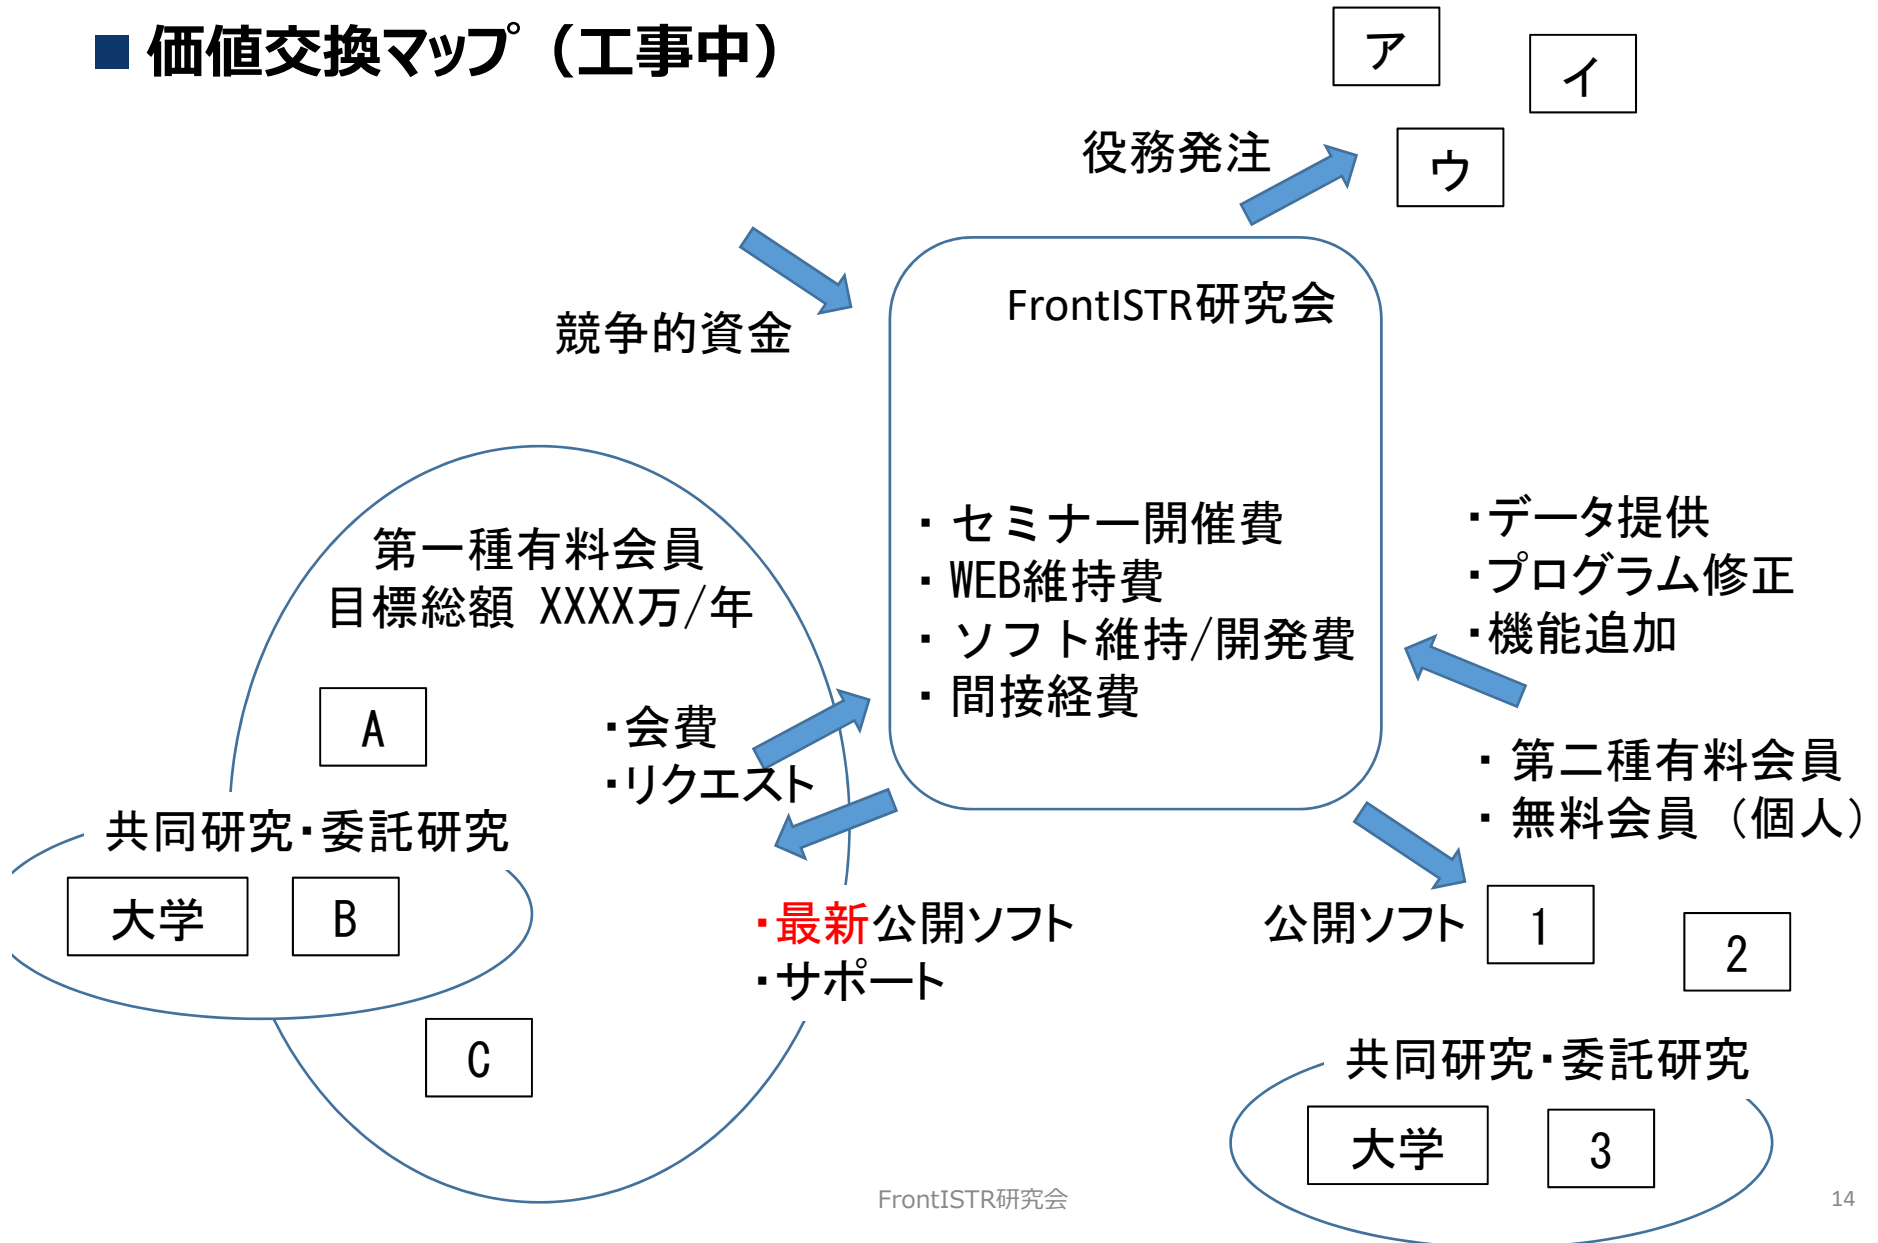 ■ 価値交換マップ（工事中）
ア
イ
ウ
役務発注
競争的資金
FrontISTR研究会
・セミナー開催費
・WEB維持費
・ソフト維持/開発費
・間接経費
・データ提供
・プログラム修正
・機能追加
第一種有料会員
目標総額 XXXX万/年
A
・会費
・リクエスト
・第二種有料会員
・無料会員（個人）
共同研究・委託研究
大学
B
・最新公開ソフト
・サポート
公開ソフト
1
2
C
共同研究・委託研究
大学
3
FrontISTR研究会
14